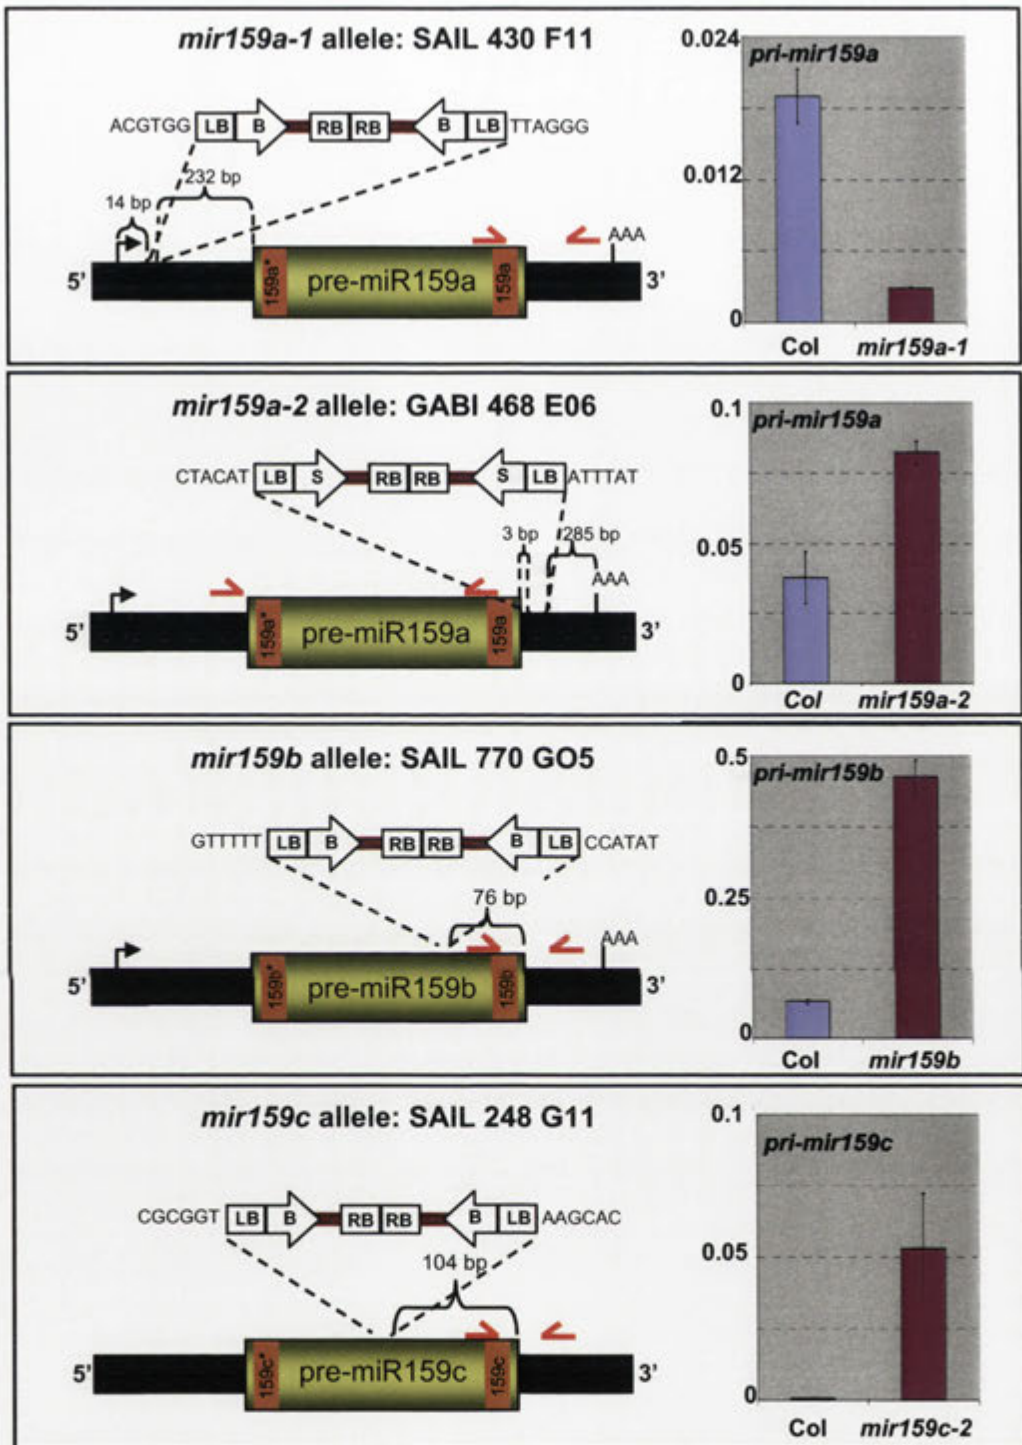 mir159a-1 allele: SAIL 430 F11
ACGTGG LB B RB RB B LB TTAGGG
232 bp
14 bp
AAA
5' 159a* pre-miR159a 159a 3'
0.024
pri-mir159a
0.012
0
Col mir159a-1
mir159a-2 allele: GABI 468 E06
CTACAT LB S RB RB S LB ATTTAT
3 bp 285 bp
AAA
5' 159a* pre-miR159a 159a 3'
0.1
pri-mir159a
0.05
0
Col mir159a-2
mir159b allele: SAIL 770 GO5
GTTTTT LB B RB RB B LB CCATAT
76 bp
AAA
5' 159b* pre-miR159b 159b 3'
0.5
pri-mir159b
0.25
0
Col mir159b
mir159c allele: SAIL 248 G11
CGCGGT LB B RB RB B LB AAGCAC
104 bp
5' 159c* pre-miR159c 159c 3'
0.1
pri-mir159c
0.05
0
Col mir159c-2